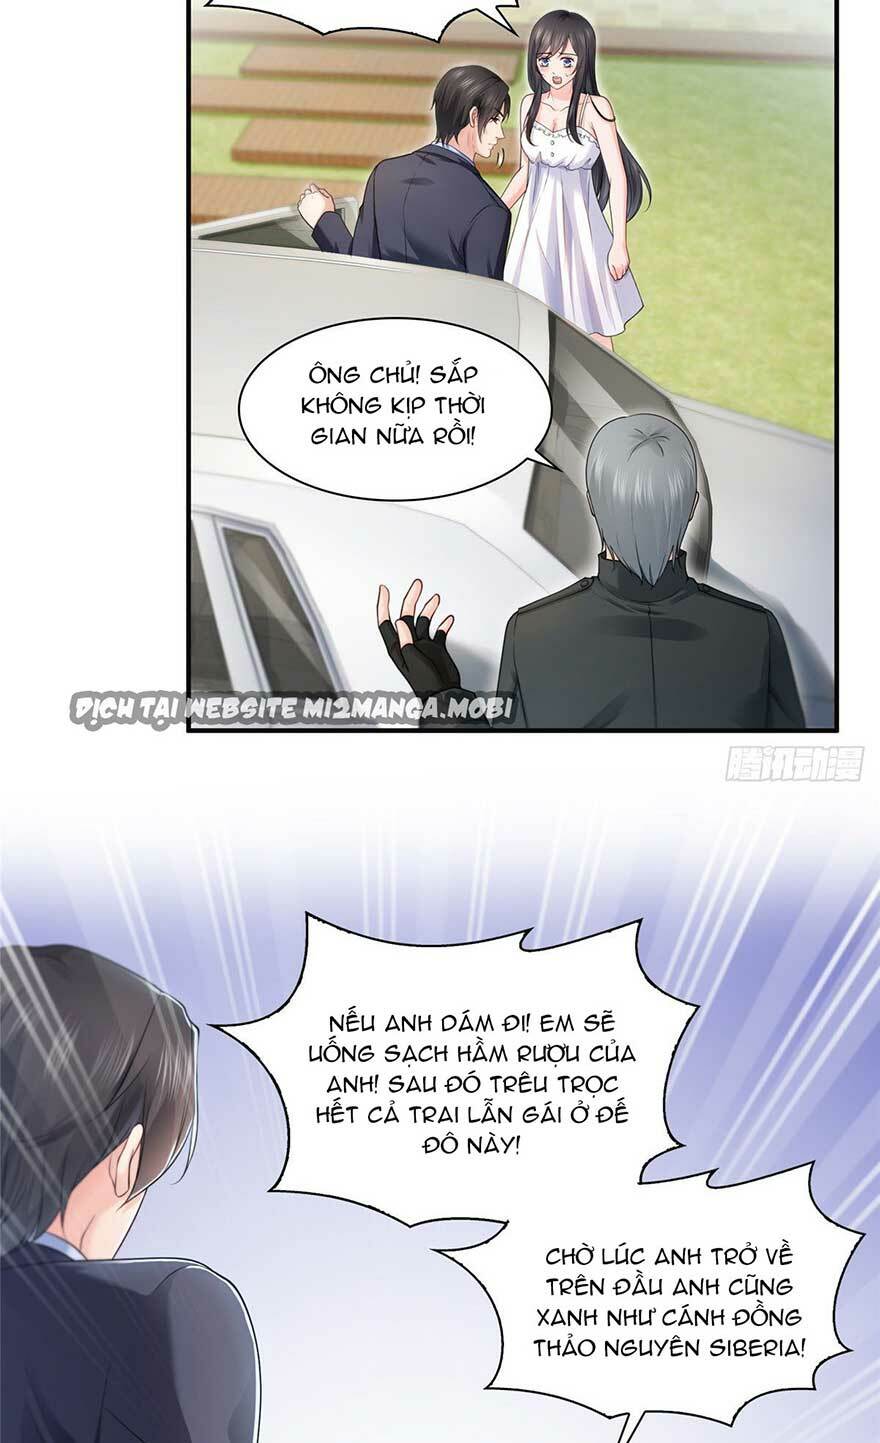 ÔNG CHỦ! SẮP
KHÔNG KỊP THỜI
GIAN NỮA RỒI!
DỊCH TẠI WEBSITE MI2MANGA.MOBI
腾讯动漫
NẾU ANH DÁM ĐI! EM SẼ
UỐNG SẠCH HẦM RƯỢU CỦA
ANH! SAU ĐÓ TRÊU TRỌC
HẾT CẢ TRAI LẪN GÁI Ở ĐẾ
ĐÔ NÀY!
CHỜ LÚC ANH TRỞ VỀ
TRÊN ĐẦU ANH CŨNG
XANH NHƯ CÁNH ĐỒNG
THẢO NGUYÊN SIBERIA!